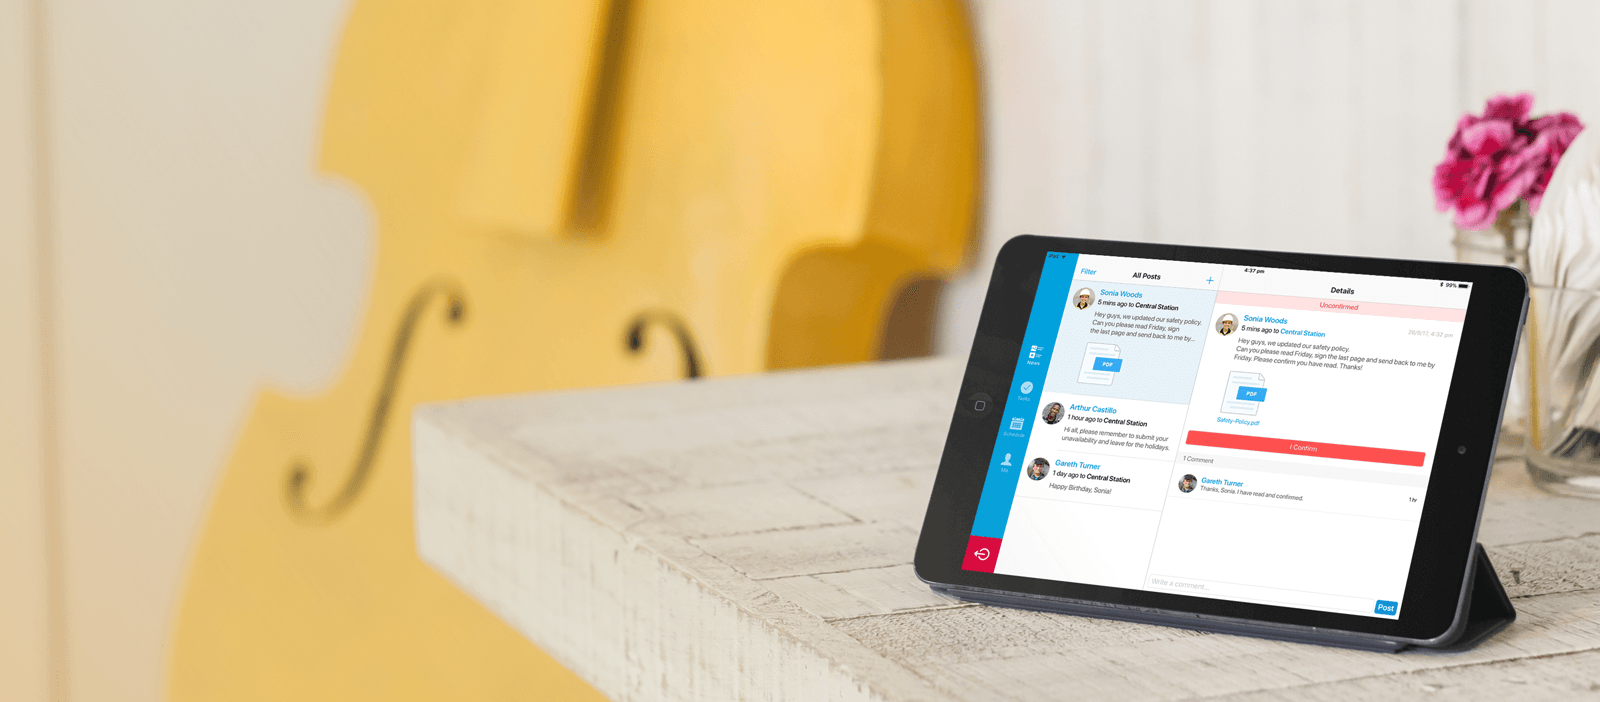 iPad
4:37 pm
99%
Filter
All Posts
+
Details
Unconfirmed
Sonia Woods
5 mins ago to Central Station
Hey guys, we updated our safety policy.
Can you please read Friday, sign
the last page and send back to me by...
PDF
Arthur Castillo
1 hour ago to Central Station
Hi all, please remember to submit your
unavailability and leave for the holidays.
Gareth Turner
1 day ago to Central Station
Happy Birthday, Sonia!
News
Tasks
Schedule
Me
Sonia Woods
5 mins ago to Central Station
Hey guys, we updated our safety policy.
Can you please read Friday, sign the last page and send back to me by
Friday. Please confirm you have read. Thanks!
PDF
Safety-Policy.pdf
I Confirm
1 Comment
Gareth Turner
1 hr
Thanks, Sonia. I have read and confirmed.
Write a comment...
Post